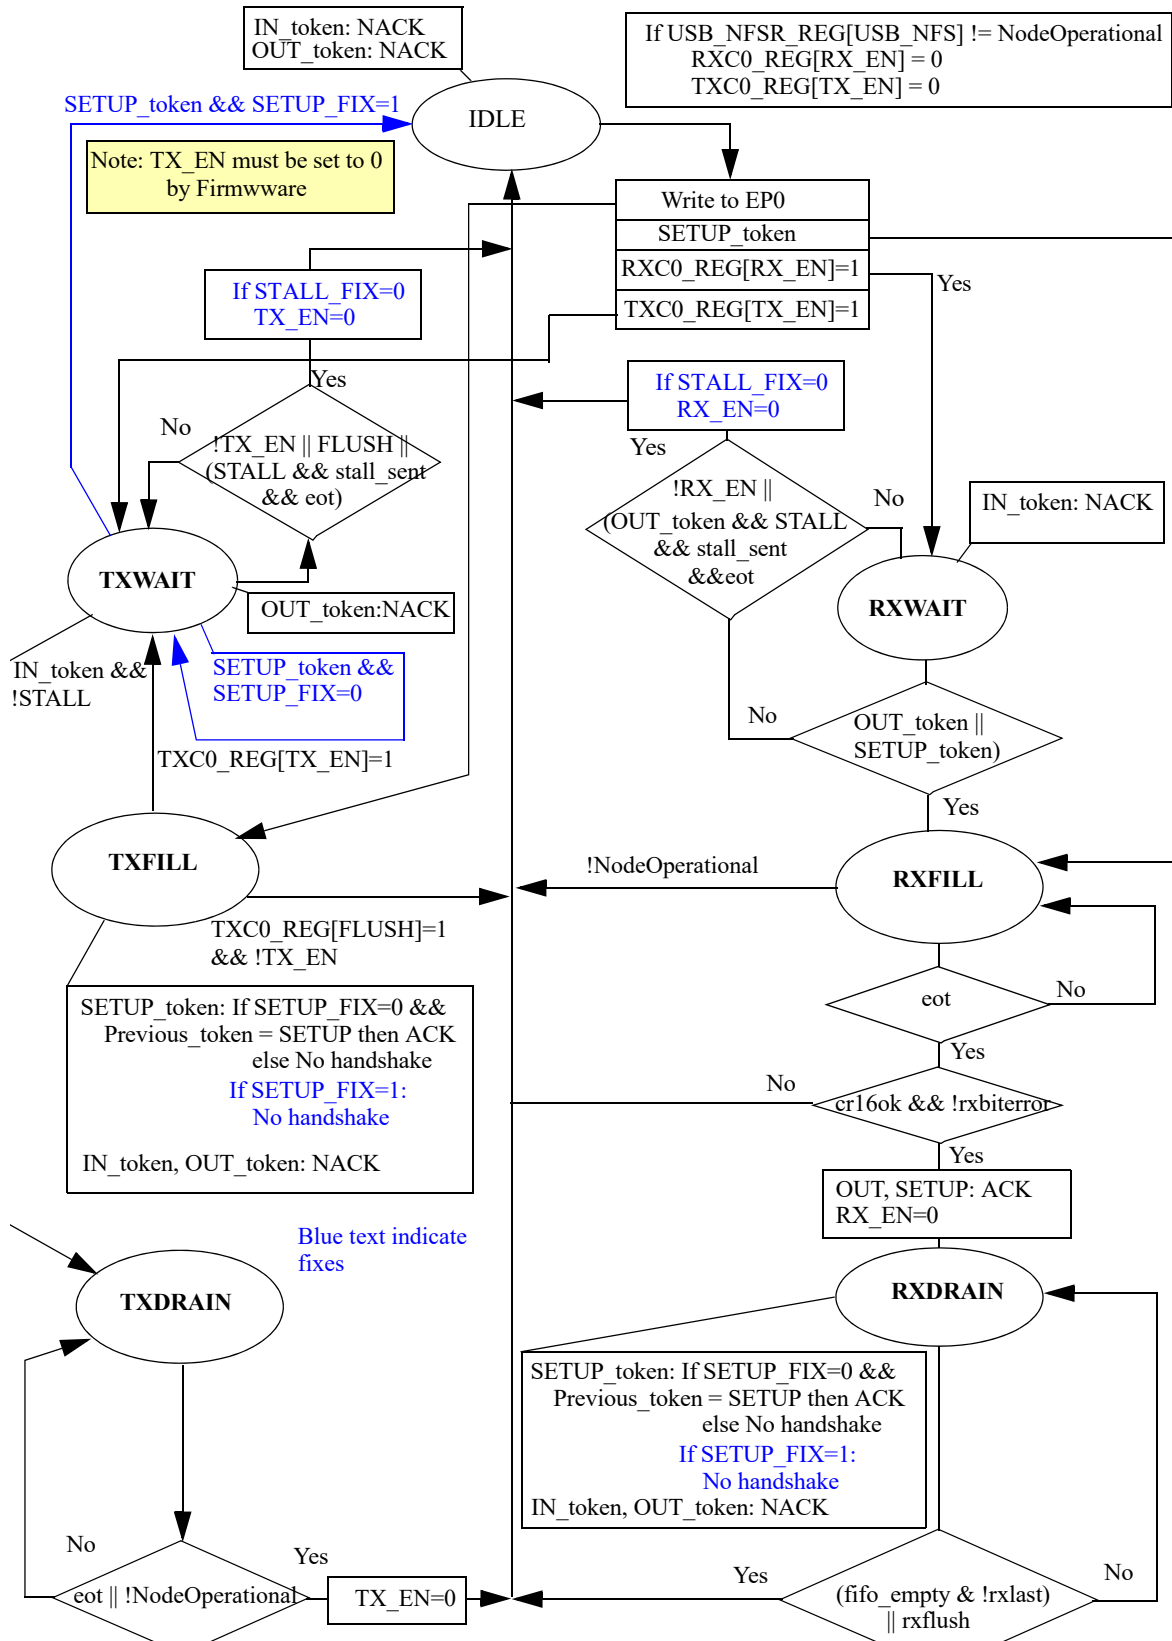 IN_token: NACK
OUT_token: NACK
If USB_NFSR_REG[USB_NFS] != NodeOperational
RXC0_REG[RX_EN] = 0
TXC0_REG[TX_EN] = 0
SETUP_token && SETUP_FIX=1
IDLE
Note: TX_EN must be set to 0
by Firmwware
Write to EP0
SETUP_token
RXC0_REG[RX_EN]=1
TXC0_REG[TX_EN]=1
Yes
If STALL_FIX=0
TX_EN=0
Yes
No
!TX_EN || FLUSH ||
(STALL && stall_sent
&& eot)
If STALL_FIX=0
RX_EN=0
Yes
No
!RX_EN ||
(OUT_token && STALL
&& stall_sent
&&eot
IN_token: NACK
TXWAIT
OUT_token:NACK
RXWAIT
IN_token &&
!STALL
SETUP_token &&
SETUP_FIX=0
TXC0_REG[TX_EN]=1
No
OUT_token ||
SETUP_token)
Yes
TXFILL
!NodeOperational
RXFILL
TXC0_REG[FLUSH]=1
&& !TX_EN
eot
No
Yes
SETUP_token: If SETUP_FIX=0 &&
Previous_token = SETUP then ACK
else No handshake
If SETUP_FIX=1:
No handshake
IN_token, OUT_token: NACK
No
cr16ok && !rxbiterror
Yes
OUT, SETUP: ACK
RX_EN=0
Blue text indicate
fixes
TXDRAIN
RXDRAIN
SETUP_token: If SETUP_FIX=0 &&
Previous_token = SETUP then ACK
else No handshake
If SETUP_FIX=1:
No handshake
IN_token, OUT_token: NACK
No
eot || !NodeOperational
Yes
TX_EN=0
Yes
(fifo_empty & !rxlast)
|| rxflush
No